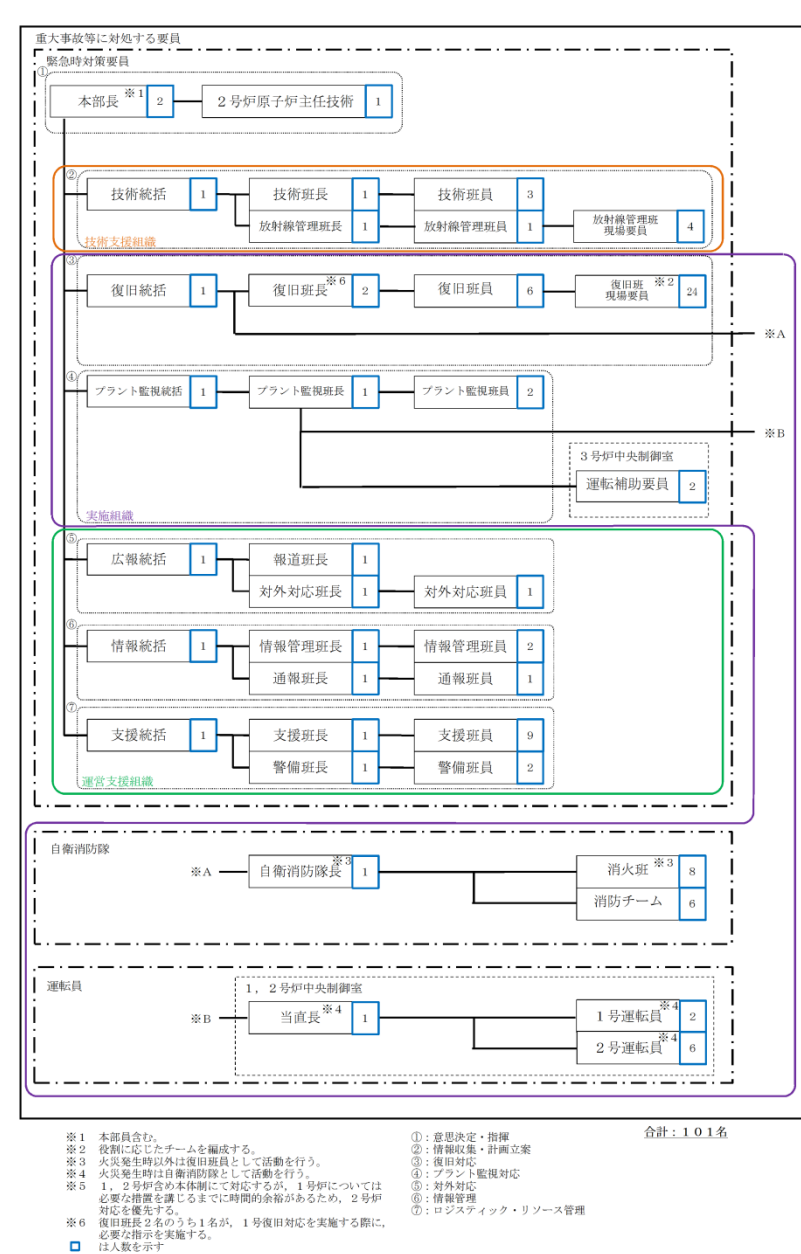 重大事故等に対処する要員
緊急時対策要員
①
本部長 ※1 2 2号炉原子炉主任技術 1
②
技術統括 1 技術班長 1 技術班員 3
放射線管理班長 1 放射線管理班員 1 放射線管理班 現場要員 4
技術支援組織
③
復旧統括 1 復旧班長 ※6 2 復旧班員 6 復旧班 現場要員 ※2 24
※A
④
プラント監視統括 1 プラント監視班長 1 プラント監視班員 2
※B
3号炉中央制御室
運転補助要員 2
実施組織
⑤
広報統括 1 報道班長 1
対外対応班長 1 対外対応班員 1
⑥
情報統括 1 情報管理班長 1 情報管理班員 2
通報班長 1 通報班員 1
⑦
支援統括 1 支援班長 1 支援班員 9
警備班長 1 警備班員 2
運営支援組織
自衛消防隊
※A 自衛消防隊長 ※3 1 消火班 ※3 8
消防チーム 6
運転員
1,2号炉中央制御室
※B 当直長 ※4 1 1号運転員 ※4 2
2号運転員 ※4 6
合計:101名
※1 本部員含む。
※2 役割に応じたチームを編成する。
※3 火災発生時以外は復旧班員として活動を行う。
※4 火災発生時は自衛消防隊として活動を行う。
※5 1,2号炉含め本体制にて対応するが,1号炉については
必要な措置を講じるまでに時間的余裕があるため,2号炉
対応を優先する。
※6 復旧班長2名のうち1名が,1号復旧対応を実施する際に,
必要な指示を実施する。
は人数を示す
①:意思決定・指揮
②:情報収集・計画立案
③:復旧対応
④:プラント監視対応
⑤:対外対応
⑥:情報管理
⑦:ロジスティック・リソース管理